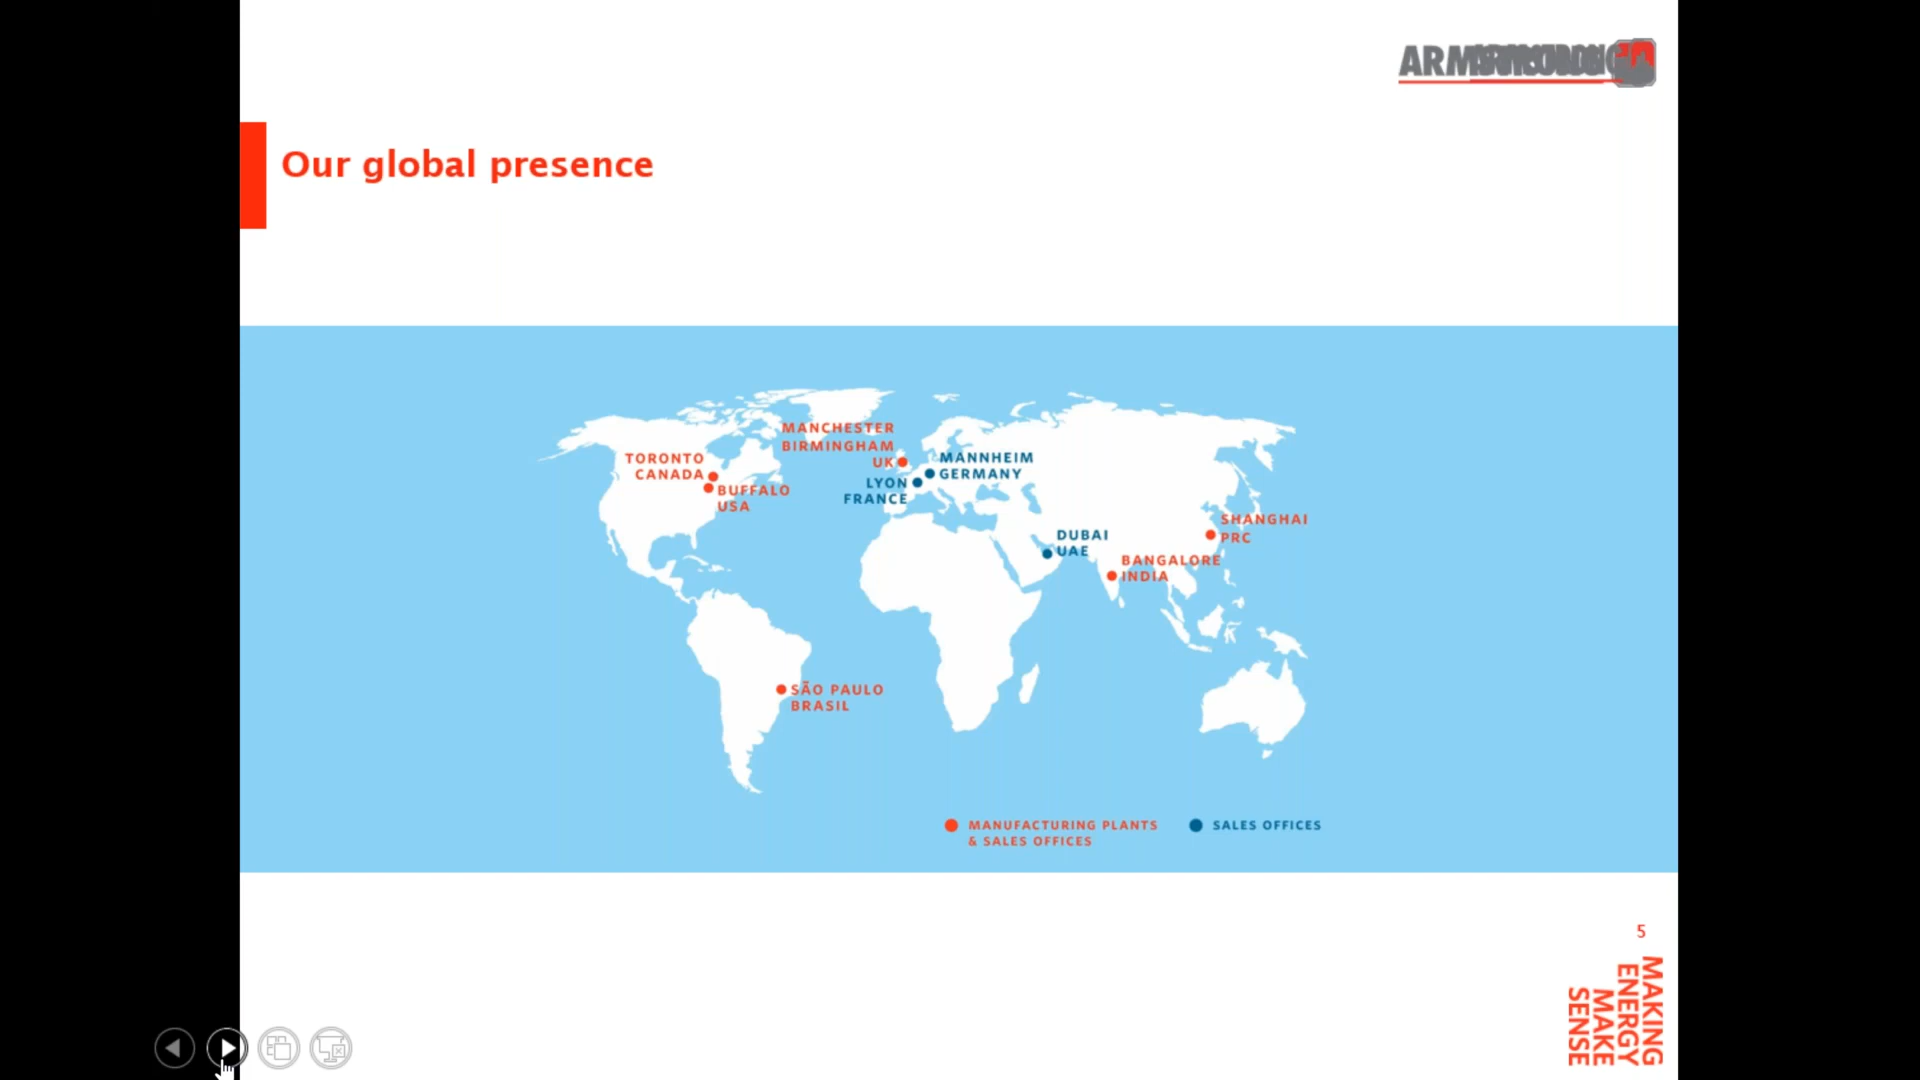 Our global presence
MANCHESTER
BIRMINGHAM
UK
TORONTO
CANADA
BUFFALO
USA
MANNHEIM
GERMANY
LYON
FRANCE
DUBAI
UAE
SHANGHAI
PRC
BANGALORE
INDIA
SÃO PAULO
BRASIL
MANUFACTURING PLANTS
& SALES OFFICES
SALES OFFICES
5
MAKING
ENERGY
MAKE
SENSE